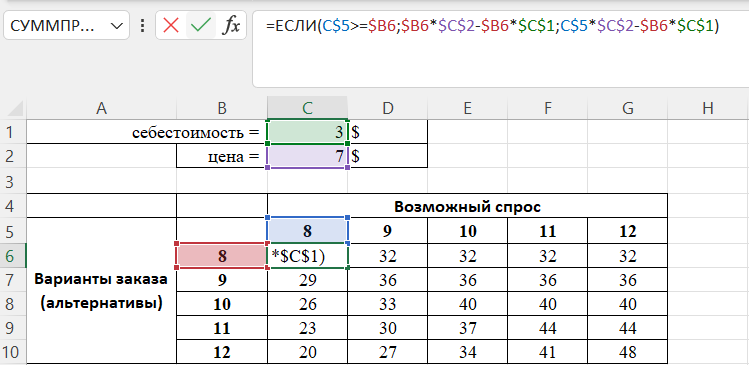 СУММПР... fx =ЕСЛИ(C$5>=$B6;$B6*$C$2-$B6*$C$1;C$5*$C$2-$B6*$C$1)
A B C D E F G H
1 себестоимость = 3 $
2 цена = 7 $
3
4 Возможный спрос
5 8 9 10 11 12
6 8 *$C$1) 32 32 32 32
7 Варианты заказа 9 29 36 36 36 36
8 (альтернативы) 10 26 33 40 40 40
9 11 23 30 37 44 44
10 12 20 27 34 41 48